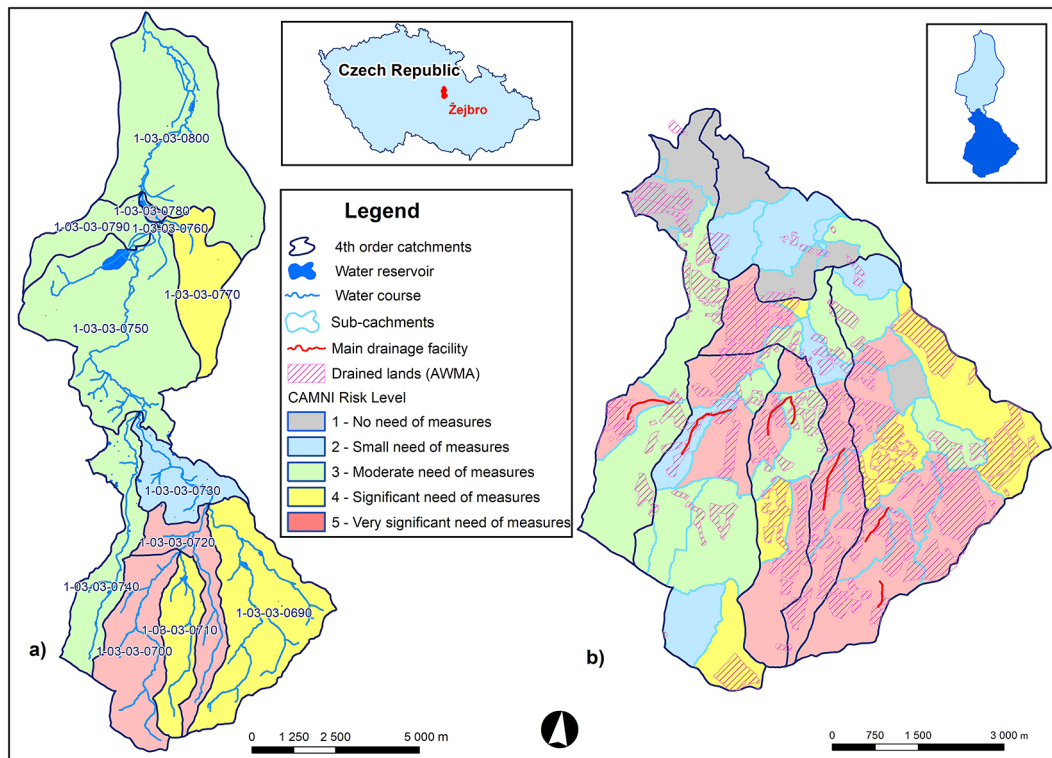 1-03-03-0800
1-03-03-0780
1-03-03-0790
1-03-03-0760
1-03-03-0770
1-03-03-0750
1-03-03-0730
1-03-03-0720
1-03-03-0740
1-03-03-0690
1-03-03-0710
1-03-03-0700
a)
0 1 250 2 500 5 000 m
Czech Republic
Žejbro
Legend
4th order catchments
Water reservoir
Water course
Sub-cachments
Main drainage facility
Drained lands (AWMA)
CAMNI Risk Level
1 - No need of measures
2 - Small need of measures
3 - Moderate need of measures
4 - Significant need of measures
5 - Very significant need of measures
b)
0 750 1 500 3 000 m